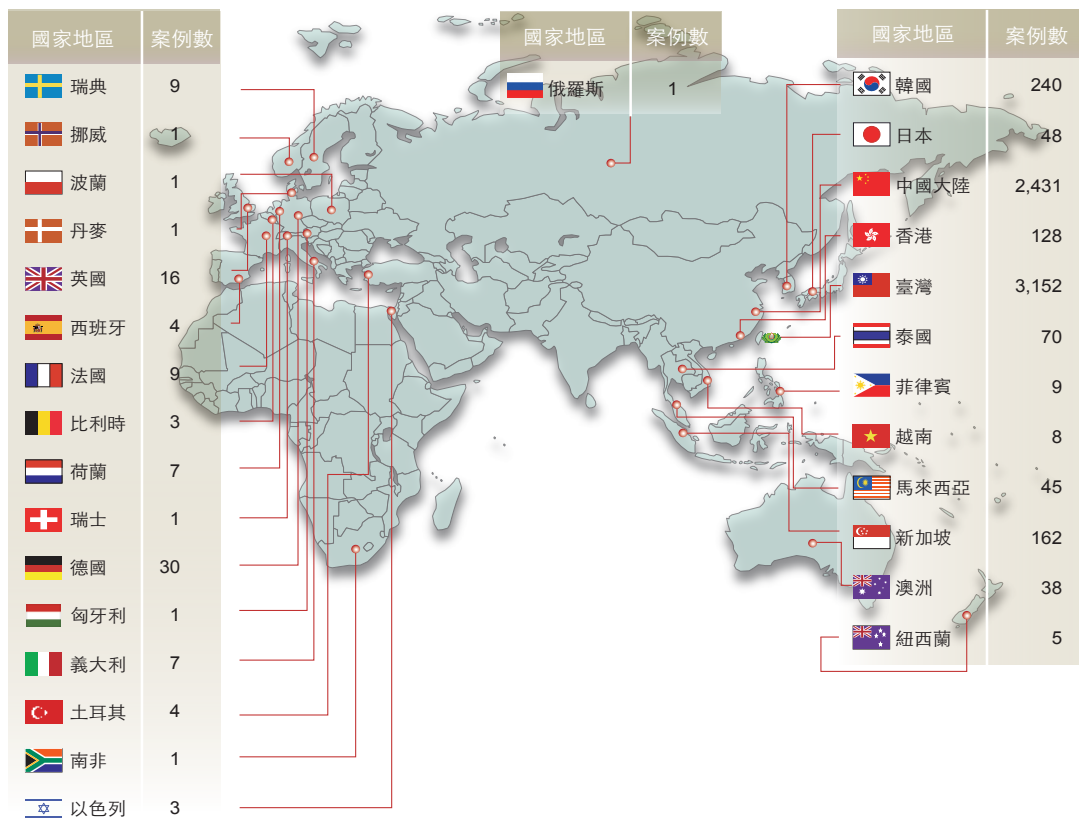 國家地區 案例數
瑞典 9
挪威 1
波蘭 1
丹麥 1
英國 16
西班牙 4
法國 9
比利時 3
荷蘭 7
瑞士 1
德國 30
匈牙利 1
義大利 7
土耳其 4
南非 1
以色列 3
國家地區 案例數
俄羅斯 1
國家地區 案例數
韓國 240
日本 48
中國大陸 2,431
香港 128
臺灣 3,152
泰國 70
菲律賓 9
越南 8
馬來西亞 45
新加坡 162
澳洲 38
紐西蘭 5